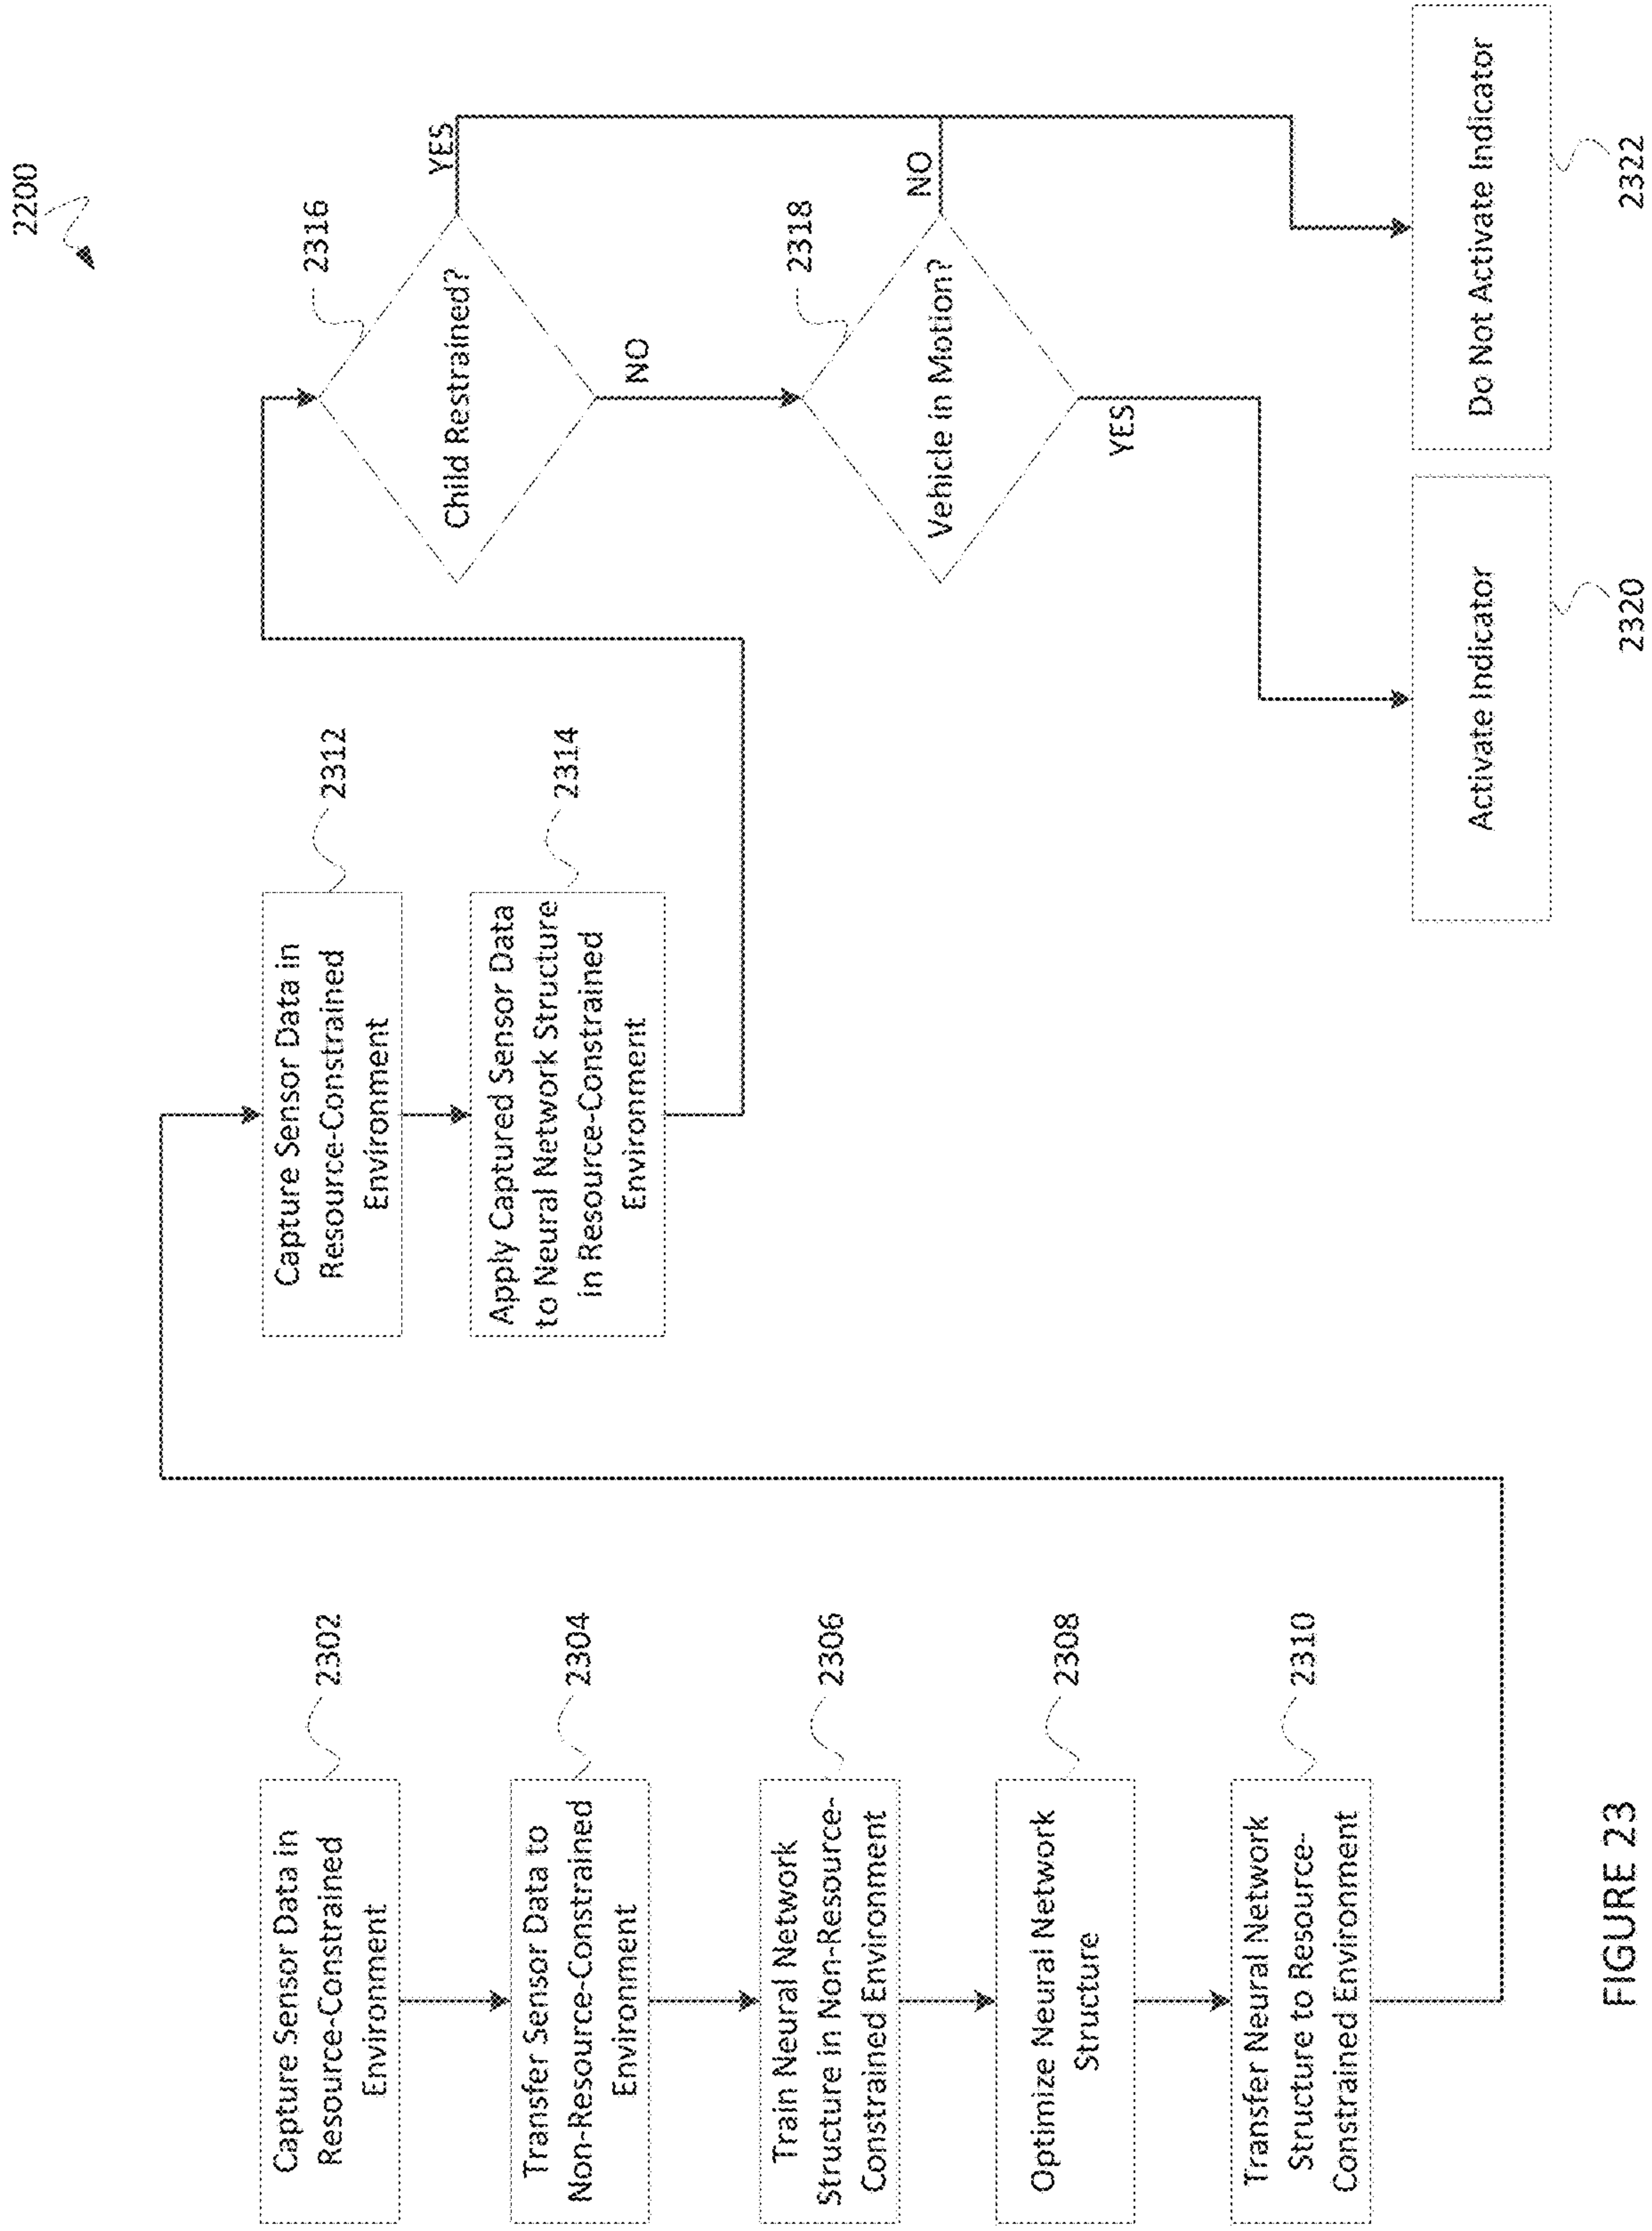 2200
Capture Sensor Data in
Resource-Constrained
Environment
2302
Transfer Sensor Data to
Non-Resource-Constrained
Environment
2304
Train Neural Network
Structure in Non-Resource-
Constrained Environment
2306
Optimize Neural Network
Structure
2308
Transfer Neural Network
Structure to Resource-
Constrained Environment
2310
Capture Sensor Data in
Resource-Constrained
Environment
2312
Apply Captured Sensor Data
to Neural Network Structure
in Resource-Constrained
Environment
2314
Child Restrained?
2316
YES
NO
Vehicle in Motion?
2318
NO
YES
Activate Indicator
2320
Do Not Activate Indicator
2322
FIGURE 23